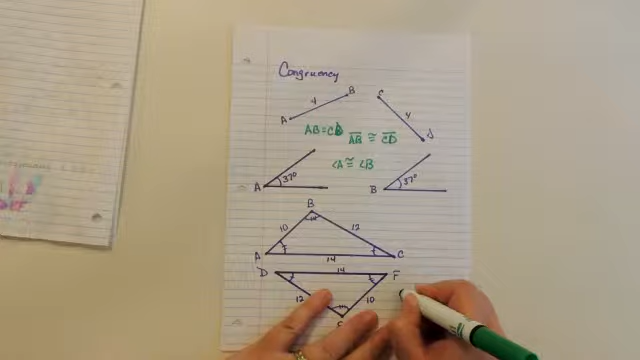 Congruency
A 4 B
C 4 D
AB=CD
AB ≅ CD
∠A ≅ ∠B
A 37°
B 37°
B
10 12
A 14 C
D 14 F
12 10
E